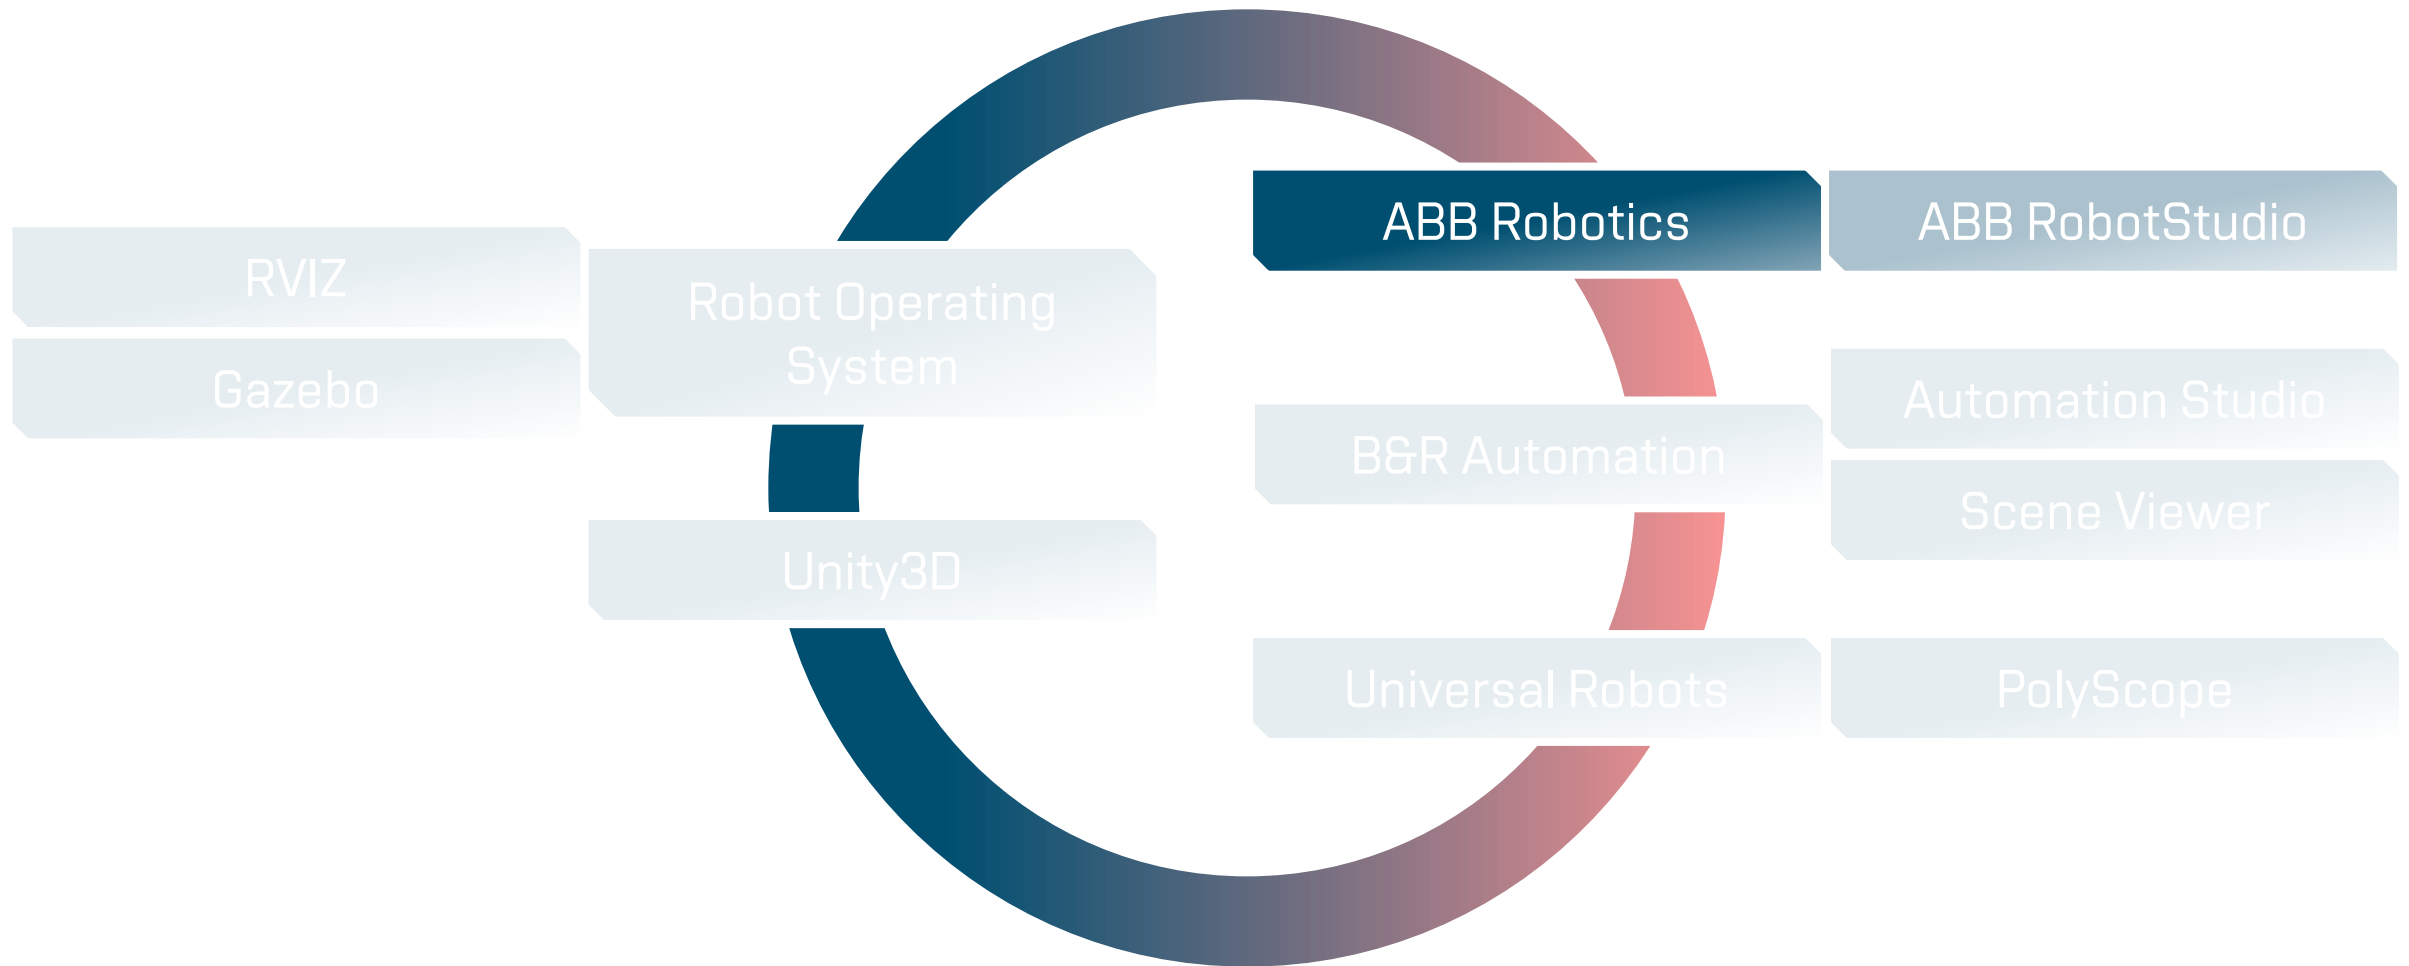 RVIZ
Gazebo
Robot Operating
System
Unity3D
ABB Robotics
ABB RobotStudio
B&R Automation
Automation Studio
Scene Viewer
Universal Robots
PolyScope